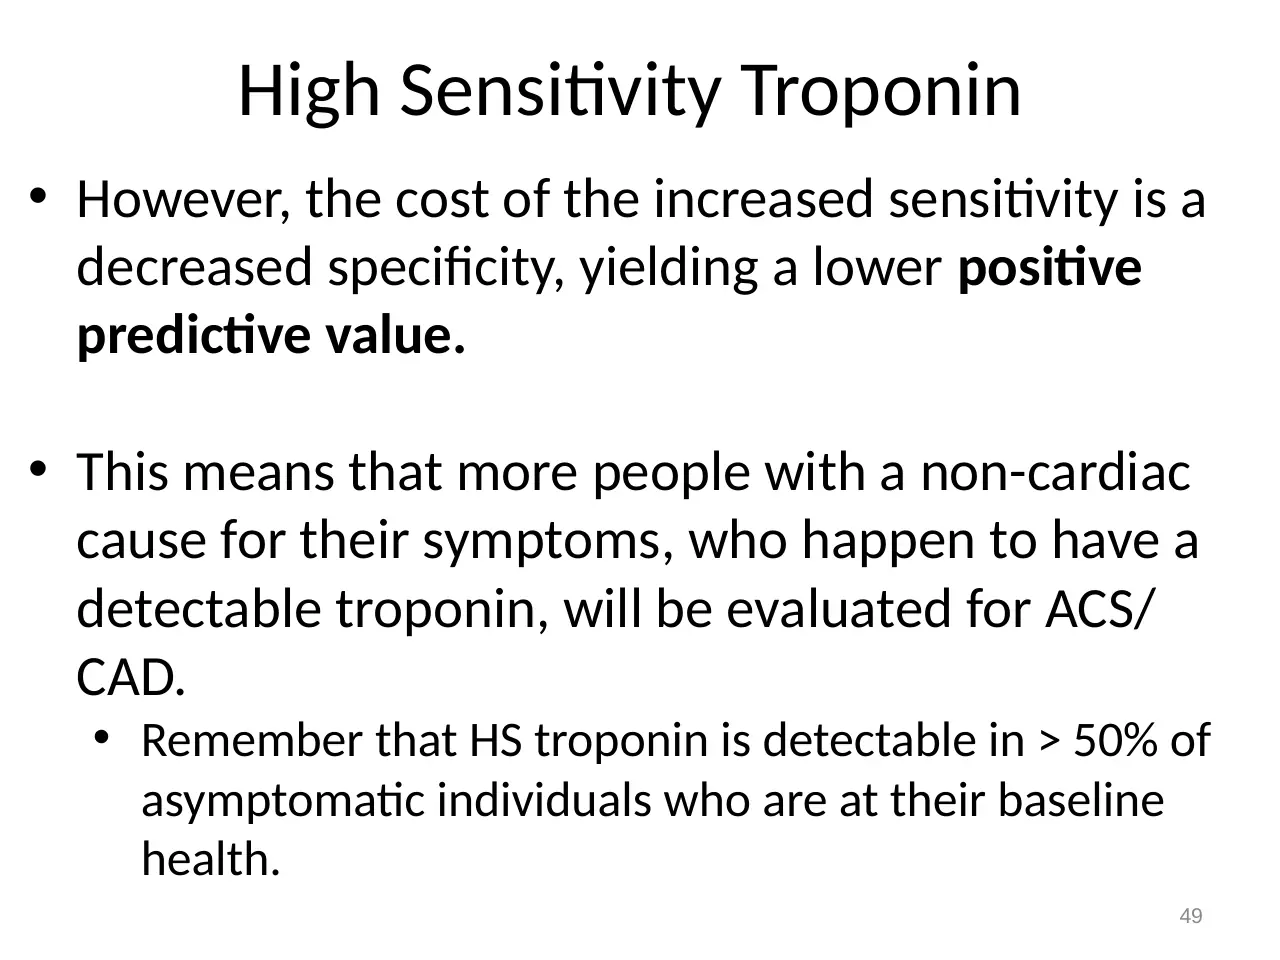 High Sensitivity Troponin
• However, the cost of the increased sensitivity is a
decreased specificity, yielding a lower positive
predictive value.
• This means that more people with a non-cardiac
cause for their symptoms, who happen to have a
detectable troponin, will be evaluated for ACS/
CAD.
• Remember that HS troponin is detectable in > 50% of
asymptomatic individuals who are at their baseline
health.
49